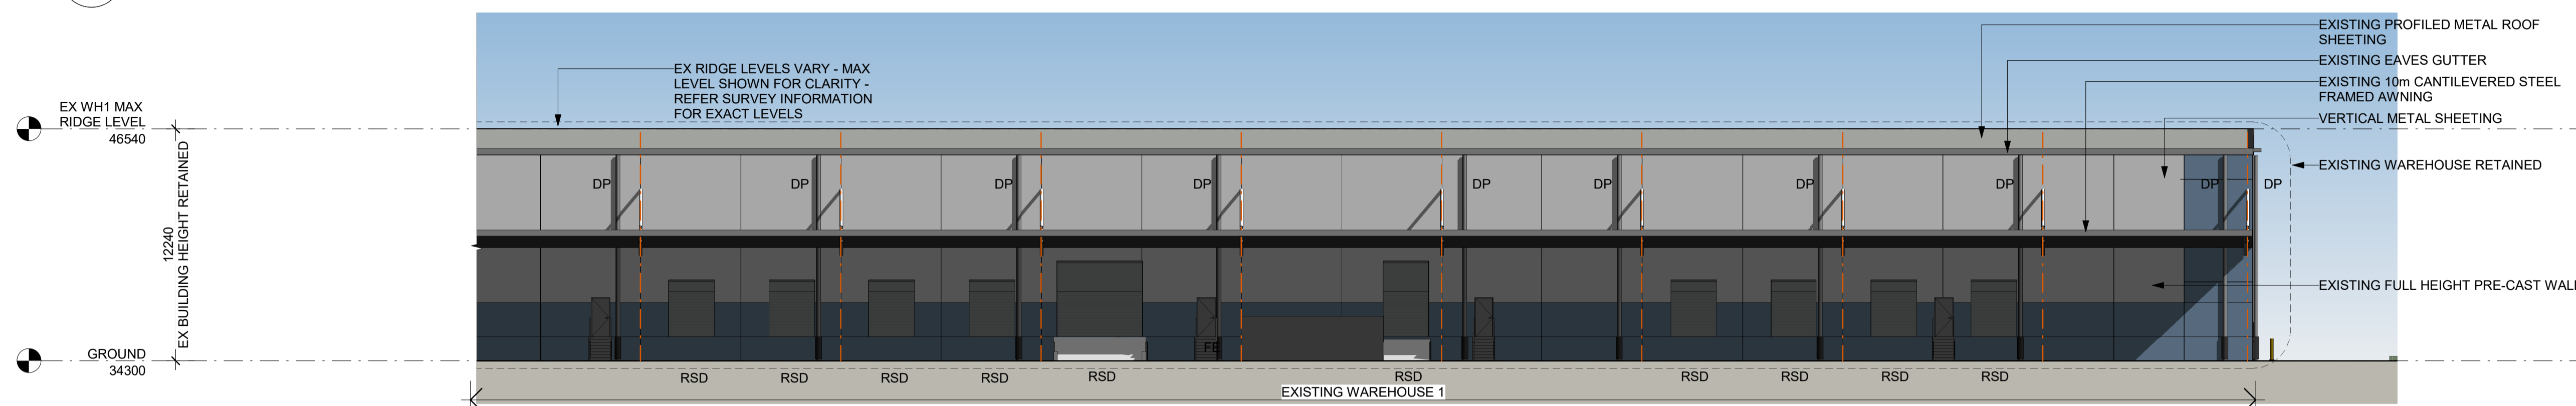 EX RIDGE LEVELS VARY - MAX
LEVEL SHOWN FOR CLARITY -
REFER SURVEY INFORMATION
FOR EXACT LEVELS
EXISTING PROFILED METAL ROOF
SHEETING
EXISTING EAVES GUTTER
EXISTING 10m CANTILEVERED STEEL
FRAMED AWNING
VERTICAL METAL SHEETING
EXISTING WAREHOUSE RETAINED
EXISTING FULL HEIGHT PRE-CAST WALL
EX WH1 MAX
RIDGE LEVEL
46540
12240
EX BUILDING HEIGHT RETAINED
GROUND
34300
DP DP DP DP DP DP DP DP DP DP
FE
RSD RSD RSD RSD RSD RSD RSD RSD RSD RSD
EXISTING WAREHOUSE 1